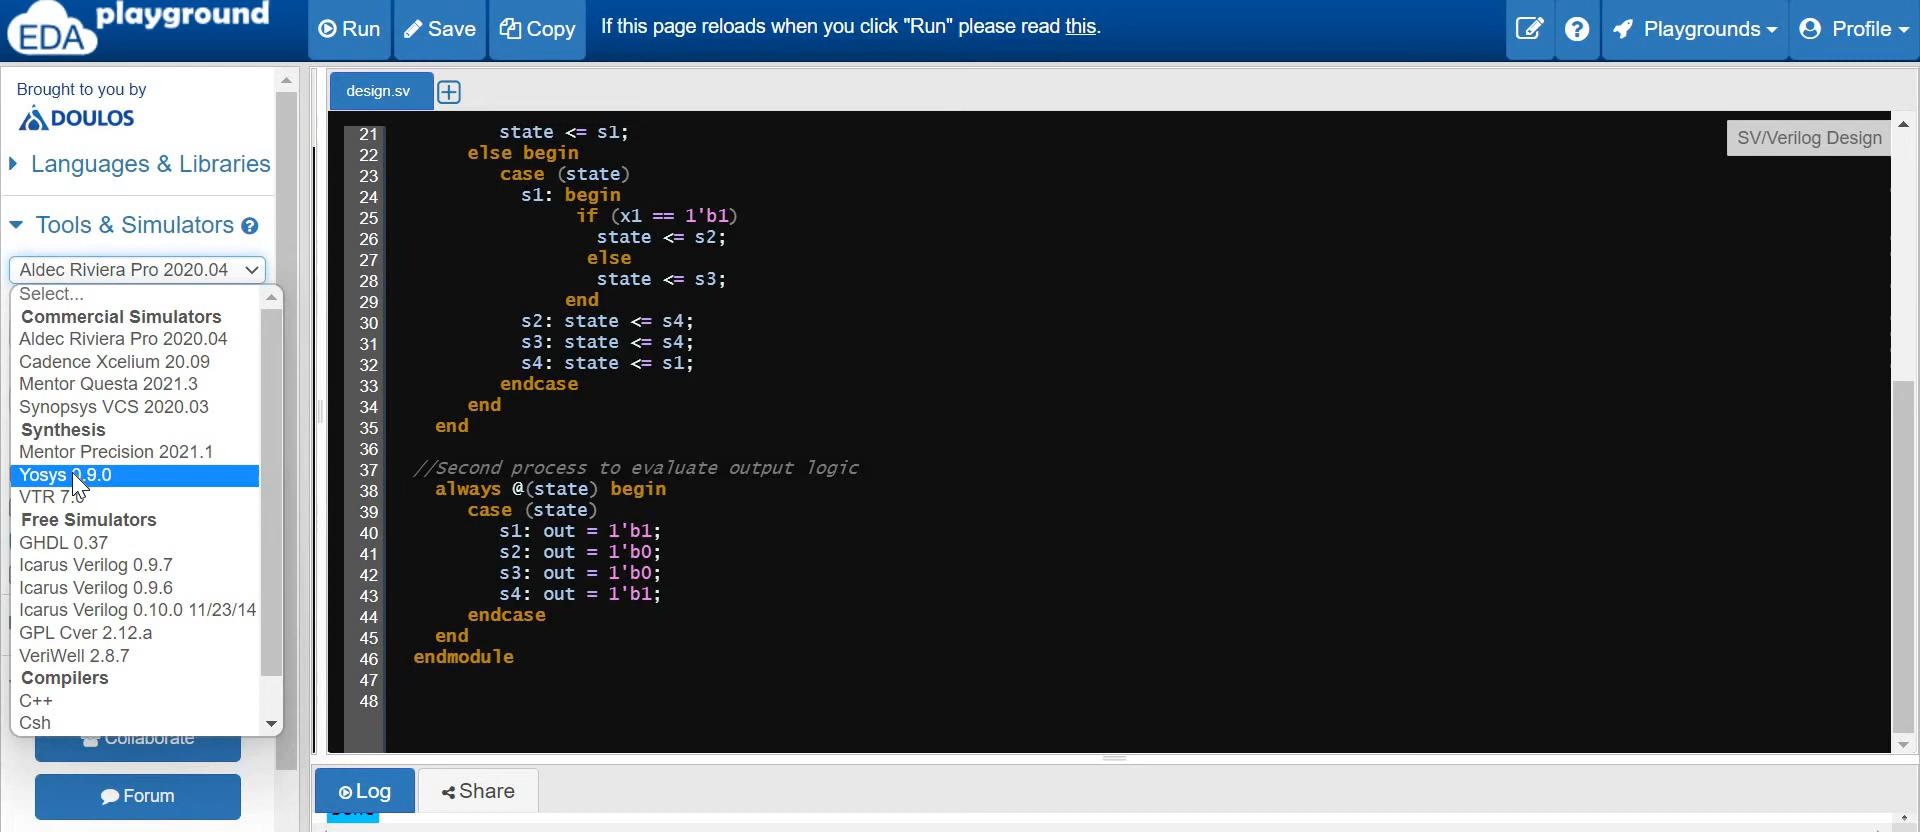 EDA playground
Run
Save
Copy
If this page reloads when you click "Run" please read this.
Playgrounds
Profile
Brought to you by
DOULOS
Languages & Libraries
Tools & Simulators
Aldec Riviera Pro 2020.04
Select...
Commercial Simulators
Aldec Riviera Pro 2020.04
Cadence Xcelium 20.09
Mentor Questa 2021.3
Synopsys VCS 2020.03
Synthesis
Mentor Precision 2021.1
Yosys 0.9.0
VTR 7.0
Free Simulators
GHDL 0.37
Icarus Verilog 0.9.7
Icarus Verilog 0.9.6
Icarus Verilog 0.10.0 11/23/14
GPL Cver 2.12.a
VeriWell 2.8.7
Compilers
C++
Csh
Collaborate
Forum
design.sv
SV/Verilog Design
21 state <= s1;
22 else begin
23 case (state)
24 s1: begin
25 if (x1 == 1'b1)
26 state <= s2;
27 else
28 state <= s3;
29 end
30 s2: state <= s4;
31 s3: state <= s4;
32 s4: state <= s1;
33 endcase
34 end
35 end
36
37 //Second process to evaluate output logic
38 always @(state) begin
39 case (state)
40 s1: out = 1'b1;
41 s2: out = 1'b0;
42 s3: out = 1'b0;
43 s4: out = 1'b1;
44 endcase
45 end
46 endmodule
47
48
Log
Share